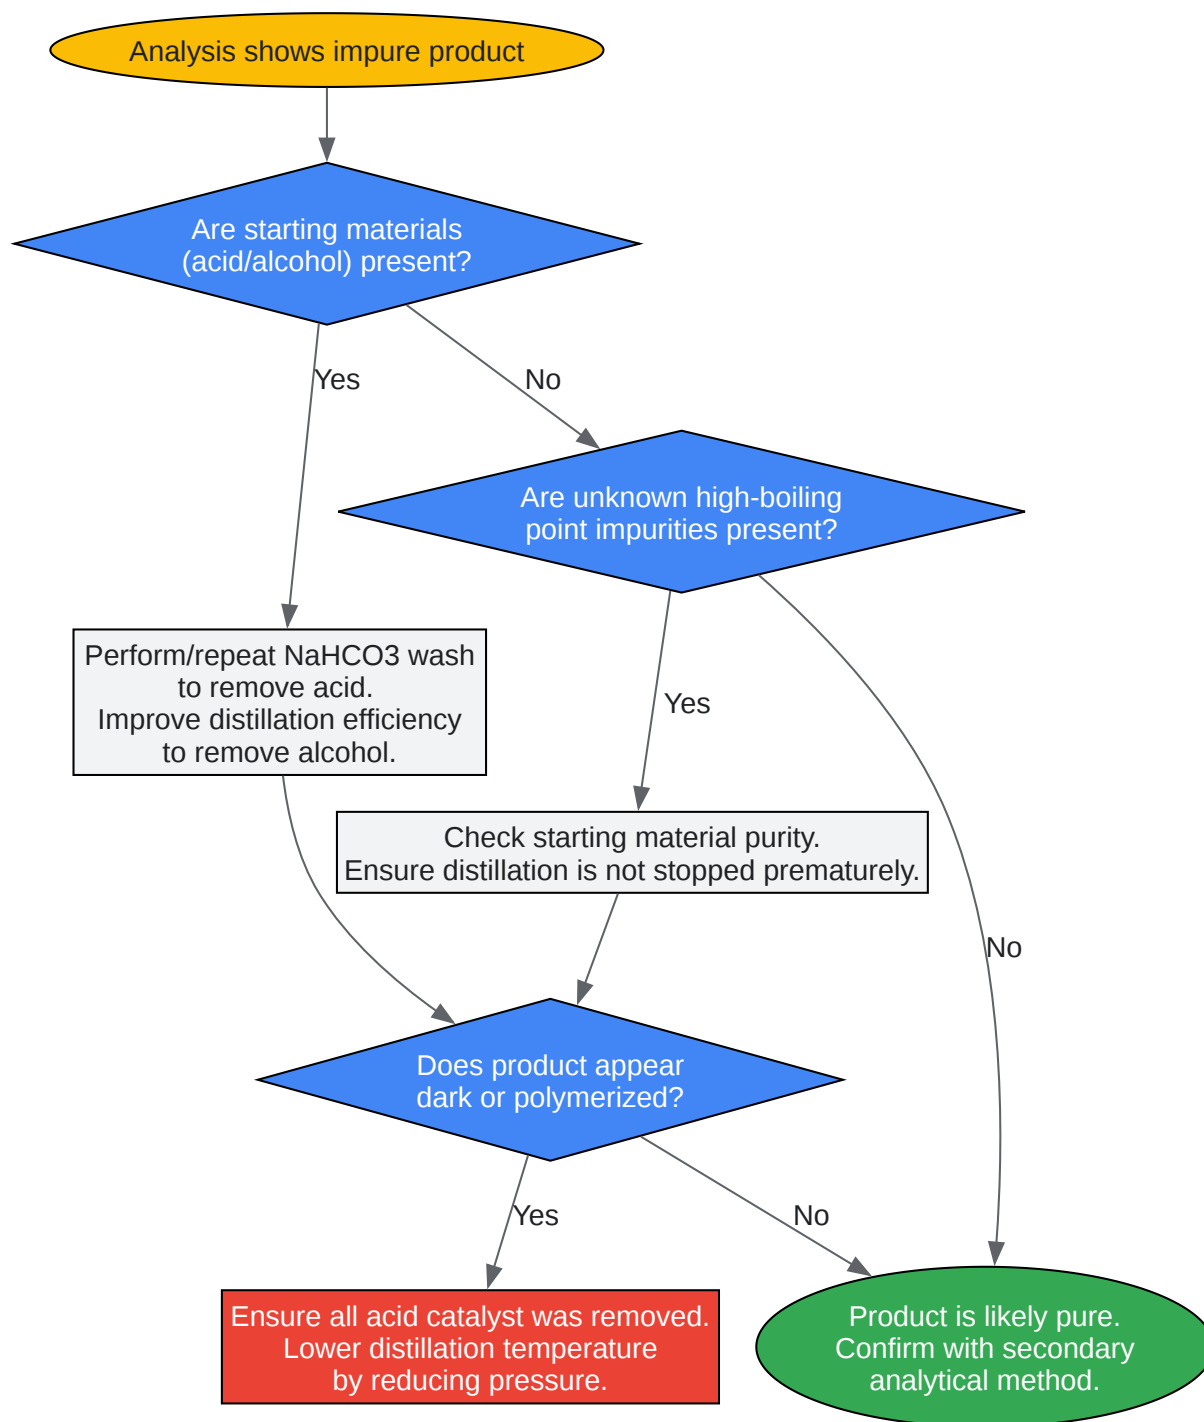 Analysis shows impure product
Are starting materials
(acid/alcohol) present?
Yes
No
Are unknown high-boiling
point impurities present?
Perform/repeat NaHCO3 wash
to remove acid.
Improve distillation efficiency
to remove alcohol.
Yes
Check starting material purity.
Ensure distillation is not stopped prematurely.
No
Does product appear
dark or polymerized?
Yes
No
Ensure all acid catalyst was removed.
Lower distillation temperature
by reducing pressure.
Product is likely pure.
Confirm with secondary
analytical method.